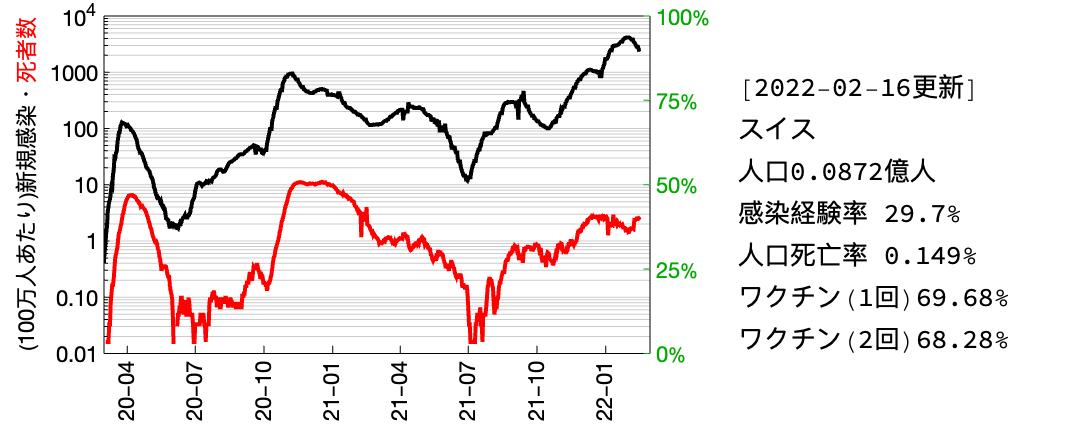 (100万人あたり)新規感染・死者数
10^4
1000
100
10
1
0.10
0.01
100%
75%
50%
25%
0%
20-04
20-07
20-10
21-01
21-04
21-07
21-10
22-01
[2022-02-16更新]
スイス
人口0.0872億人
感染経験率 29.7%
人口死亡率 0.149%
ワクチン(1回)69.68%
ワクチン(2回)68.28%